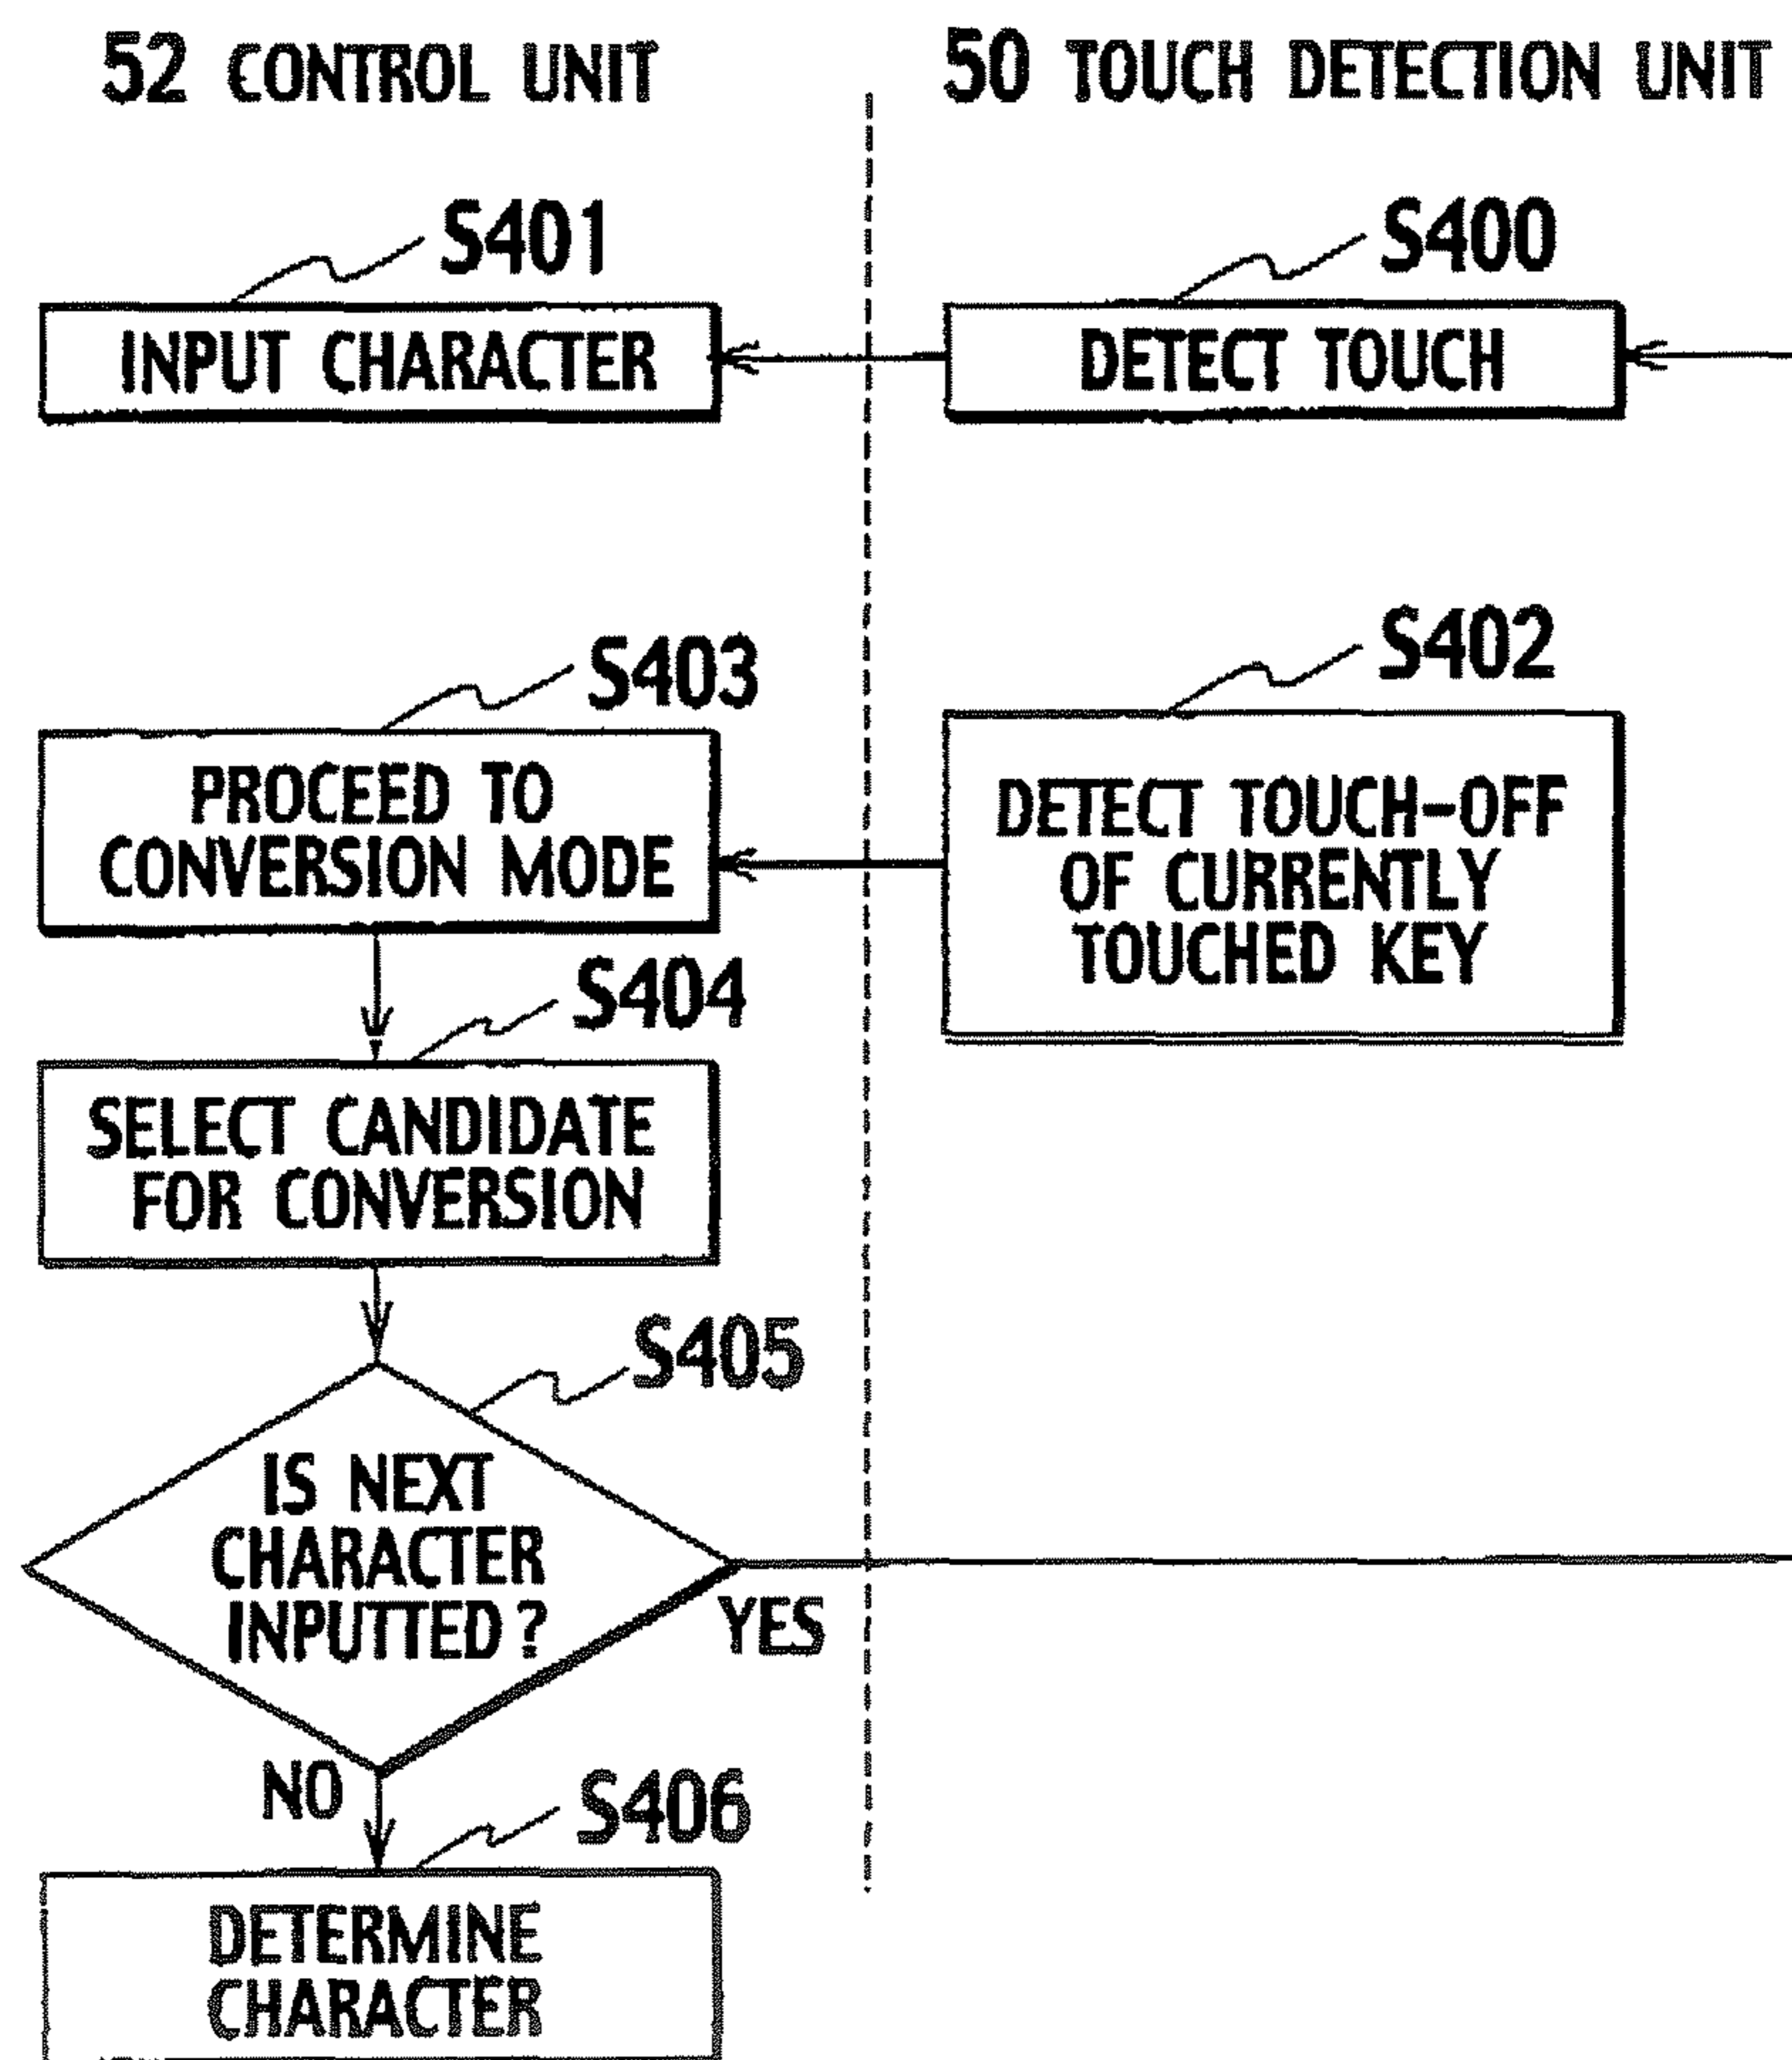 52 CONTROL UNIT
50 TOUCH DETECTION UNIT
S401
S400
INPUT CHARACTER
DETECT TOUCH
S403
S402
PROCEED TO
CONVERSION MODE
DETECT TOUCH-OFF
OF CURRENTLY
TOUCHED KEY
S404
SELECT CANDIDATE
FOR CONVERSION
S405
IS NEXT
CHARACTER
INPUTTED?
YES
NO
S406
DETERMINE
CHARACTER